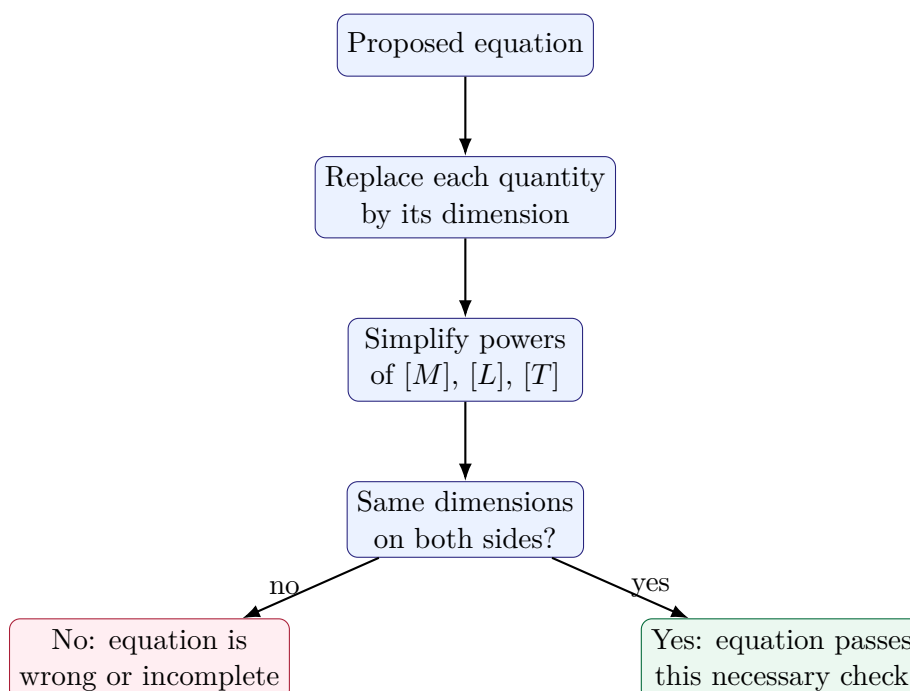 Proposed equation
Replace each quantity
by its dimension
Simplify powers
of [M], [L], [T]
Same dimensions
on both sides?
no
yes
No: equation is
wrong or incomplete
Yes: equation passes
this necessary check